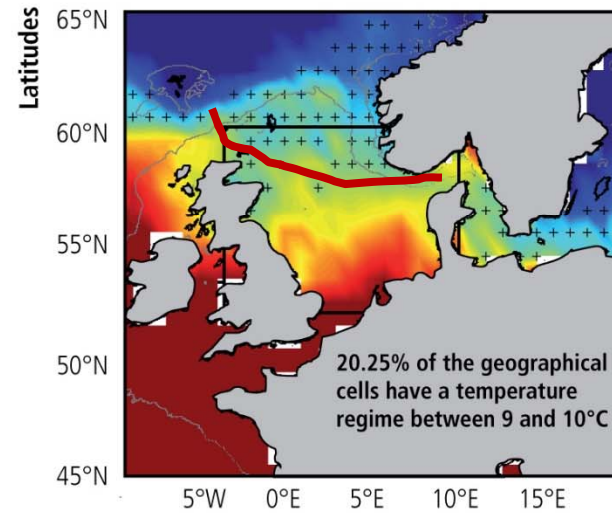 Latitudes
65°N
60°N
55°N
50°N
45°N
20.25% of the geographical
cells have a temperature
regime between 9 and 10°C
5°W 0°E 5°E 10°E 15°E